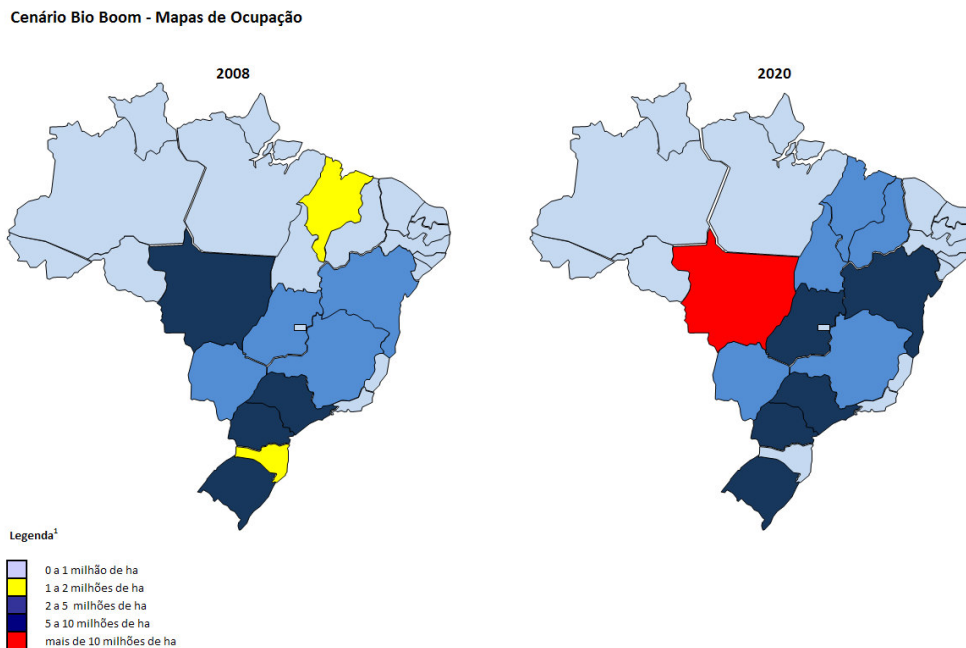 Cenário Bio Boom - Mapas de Ocupação
2008
2020
Legenda¹
0 a 1 milhão de ha
1 a 2 milhões de ha
2 a 5 milhões de ha
5 a 10 milhões de ha
mais de 10 milhões de ha